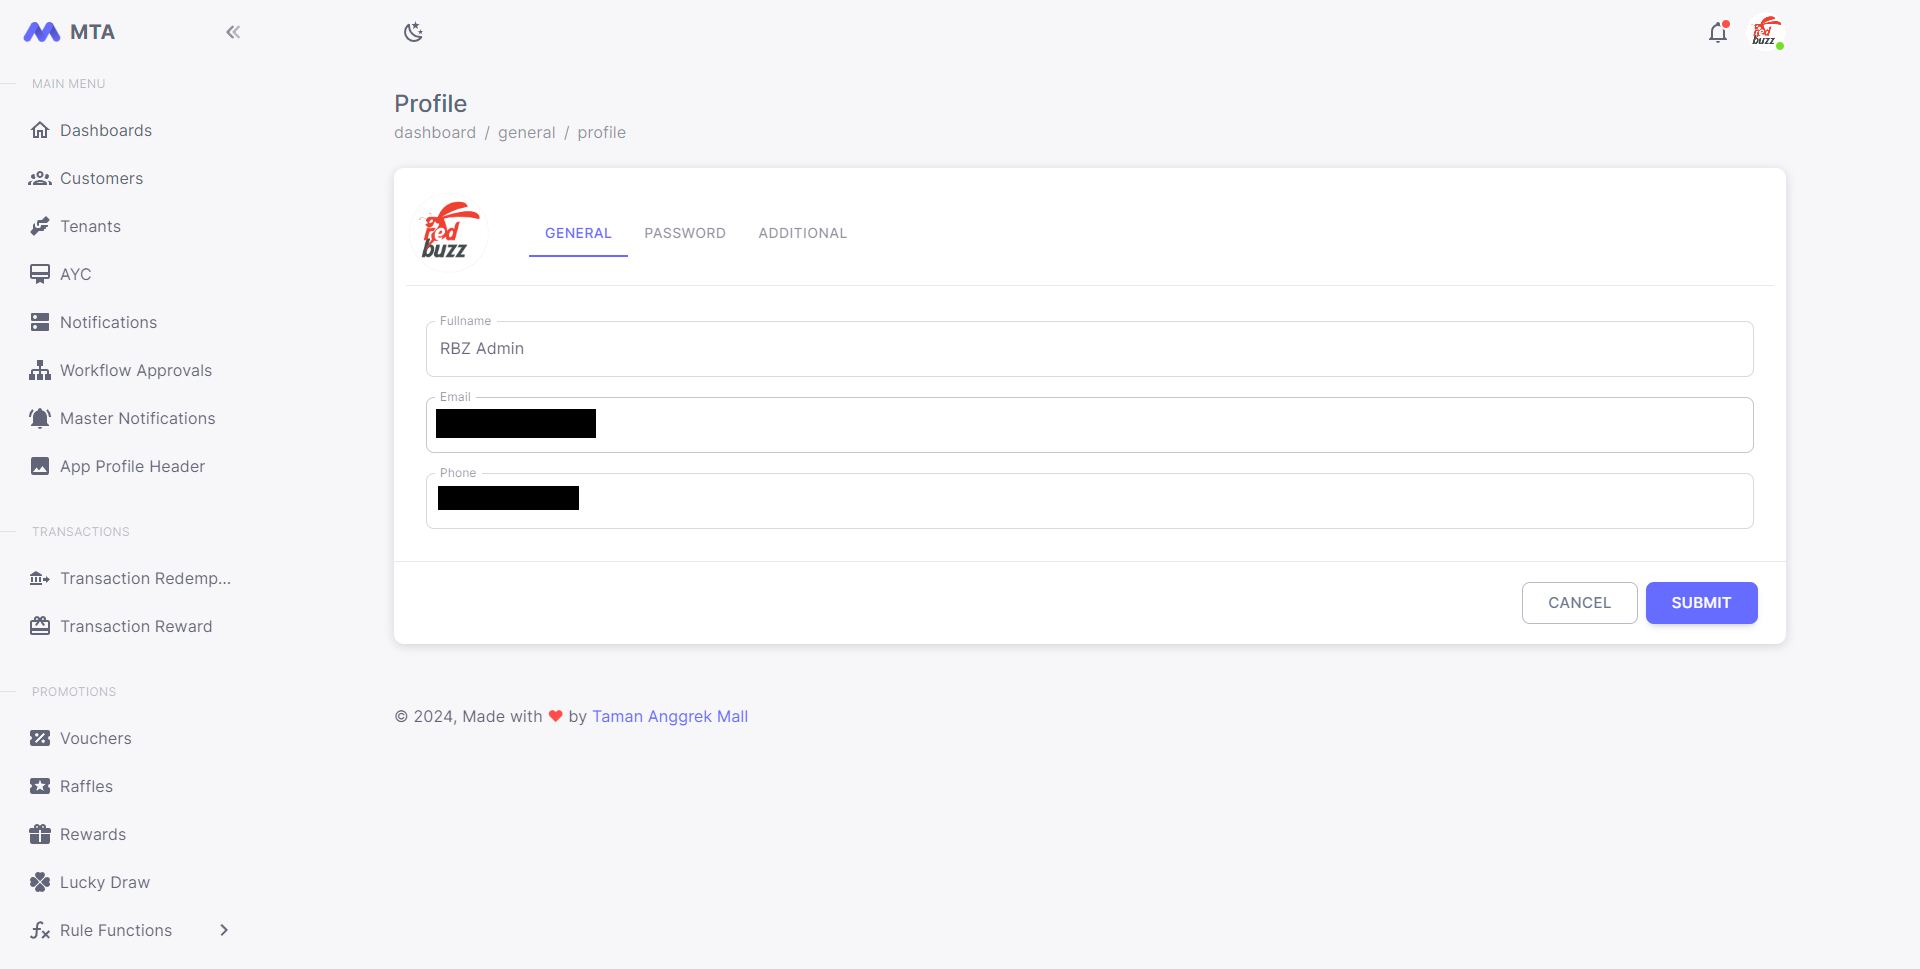 MTA
MAIN MENU
Dashboards
Customers
Tenants
AYC
Notifications
Workflow Approvals
Master Notifications
App Profile Header
TRANSACTIONS
Transaction Redemp...
Transaction Reward
PROMOTIONS
Vouchers
Raffles
Rewards
Lucky Draw
Rule Functions
red
buzz
Profile
dashboard / general / profile
red
buzz
GENERAL PASSWORD ADDITIONAL
Fullname
RBZ Admin
Email
Phone
CANCEL SUBMIT
© 2024, Made with ❤ by Taman Anggrek Mall